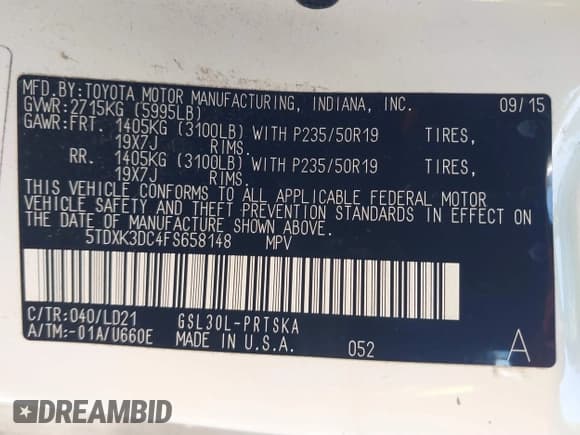 MFD.BY:TOYOTA MOTOR MANUFACTURING, INDIANA, INC. 09/15
GVWR:2715KG (5995LB)
GAWR:FRT. 1405KG (3100LB) WITH P235/50R19 TIRES,
19X7J RIMS.
RR. 1405KG (3100LB) WITH P235/50R19 TIRES,
19X7J RIMS.
THIS VEHICLE CONFORMS TO ALL APPLICABLE FEDERAL MOTOR
VEHICLE SAFETY AND THEFT PREVENTION STANDARDS IN EFFECT ON
THE DATE OF MANUFACTURE SHOWN ABOVE.
5TDXK3DC4FS658148 MPV
C/TR:040/LD21 GSL30L-PRTSKA
A/TM:-01A/U660E MADE IN U.S.A. 052 A
DREAMBID